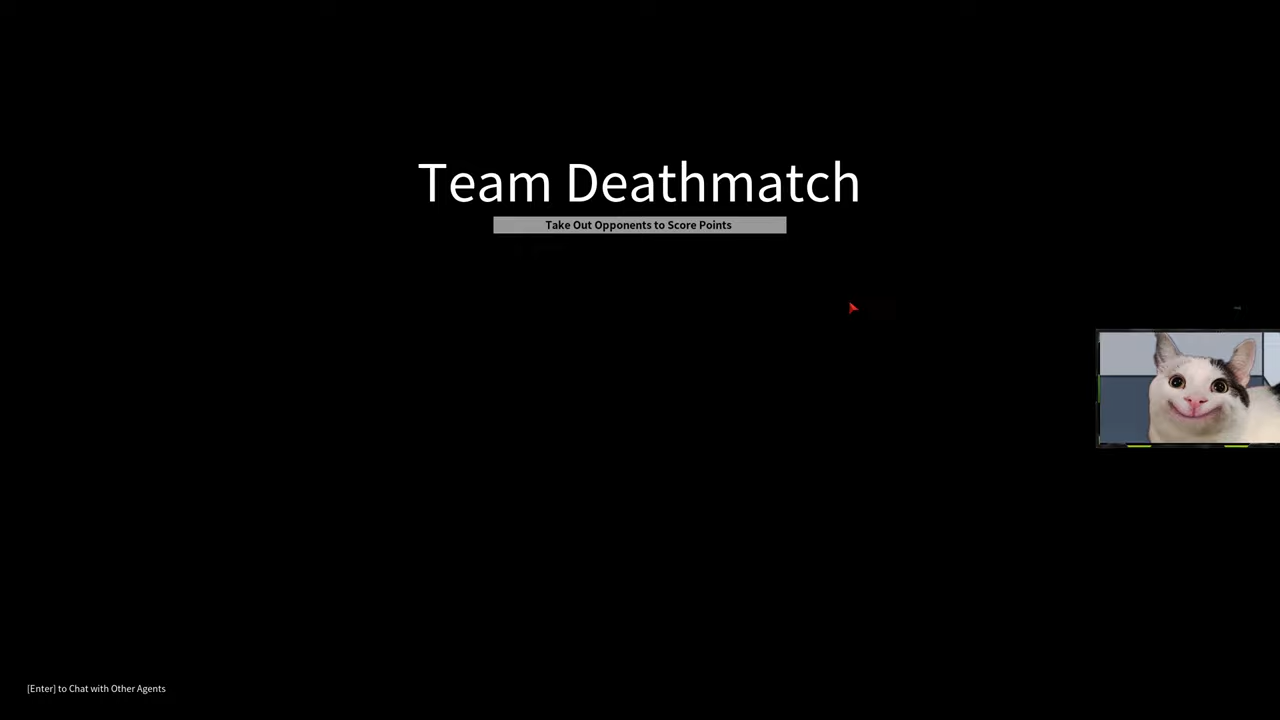 Team Deathmatch
Take Out Opponents to Score Points
[Enter] to Chat with Other Agents